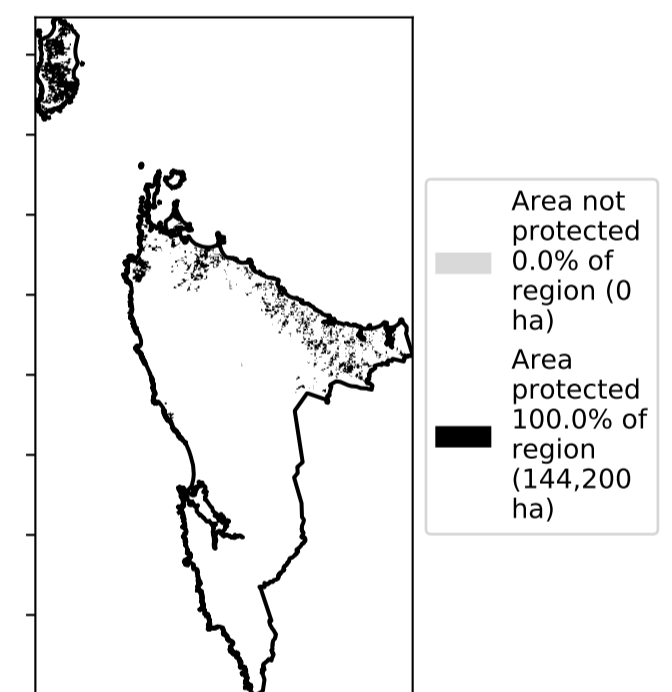 Area not
protected
0.0% of
region (0
ha)
Area
protected
100.0% of
region
(144,200
ha)